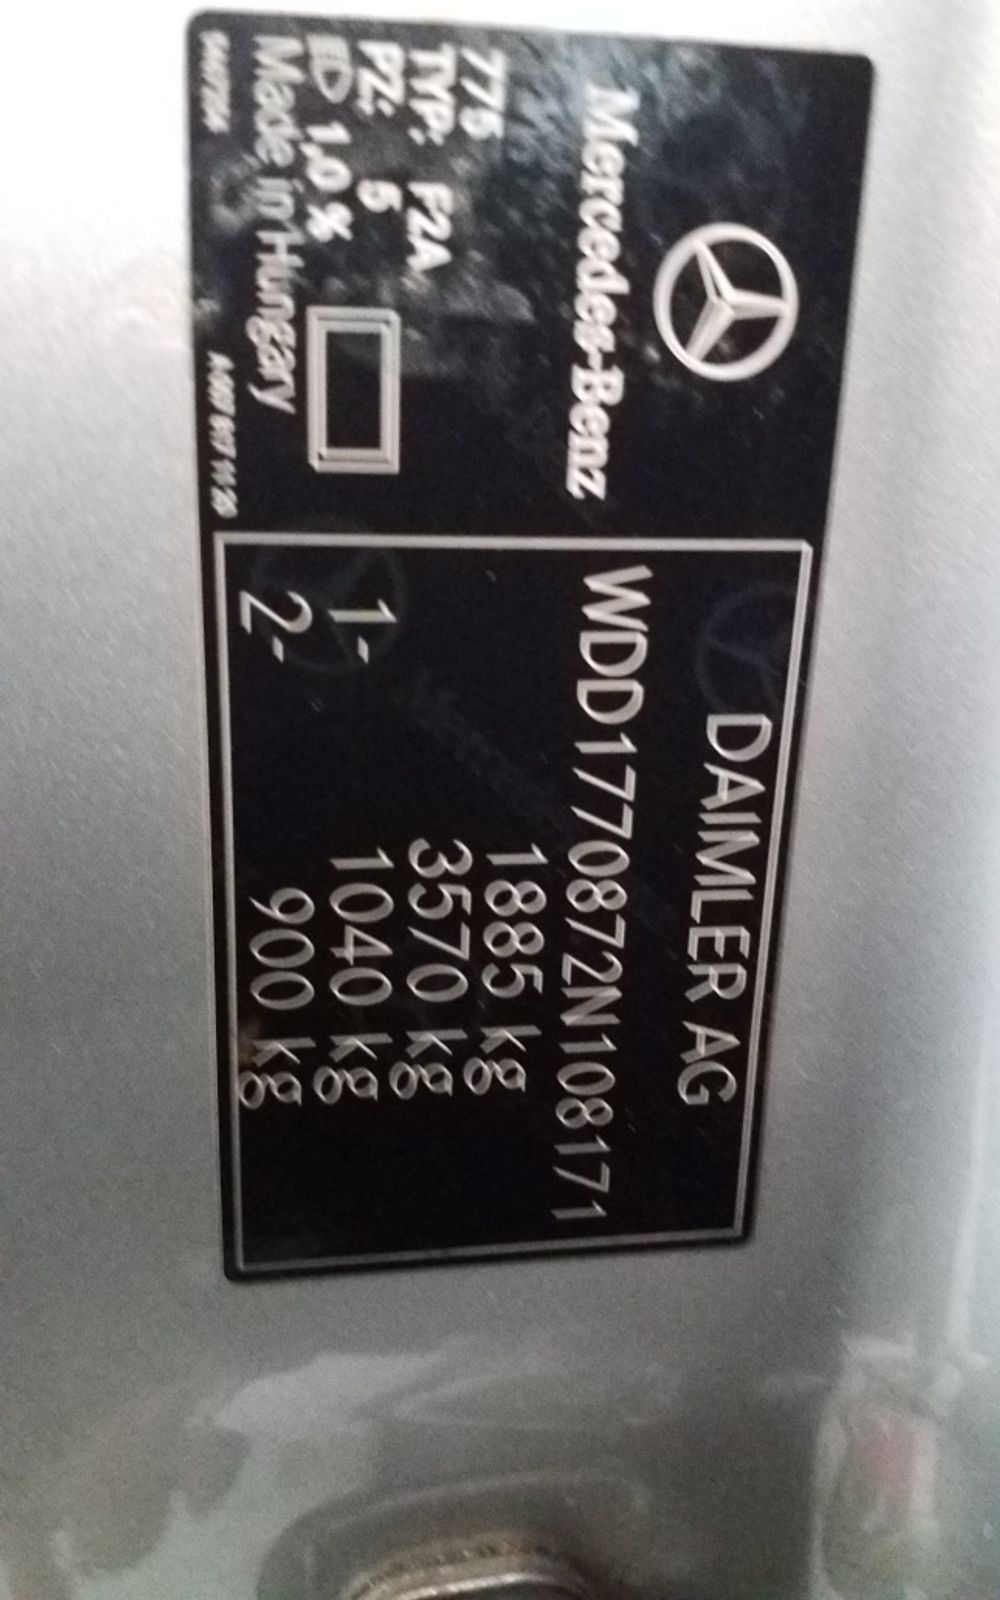 Mercedes-Benz
775
TYP: F2A
PZ: 5
1,0 %
Made in Hungary
DAIMLER AG
WDD1770872N108171
1885 kg
3570 kg
1- 1040 kg
2- 900 kg